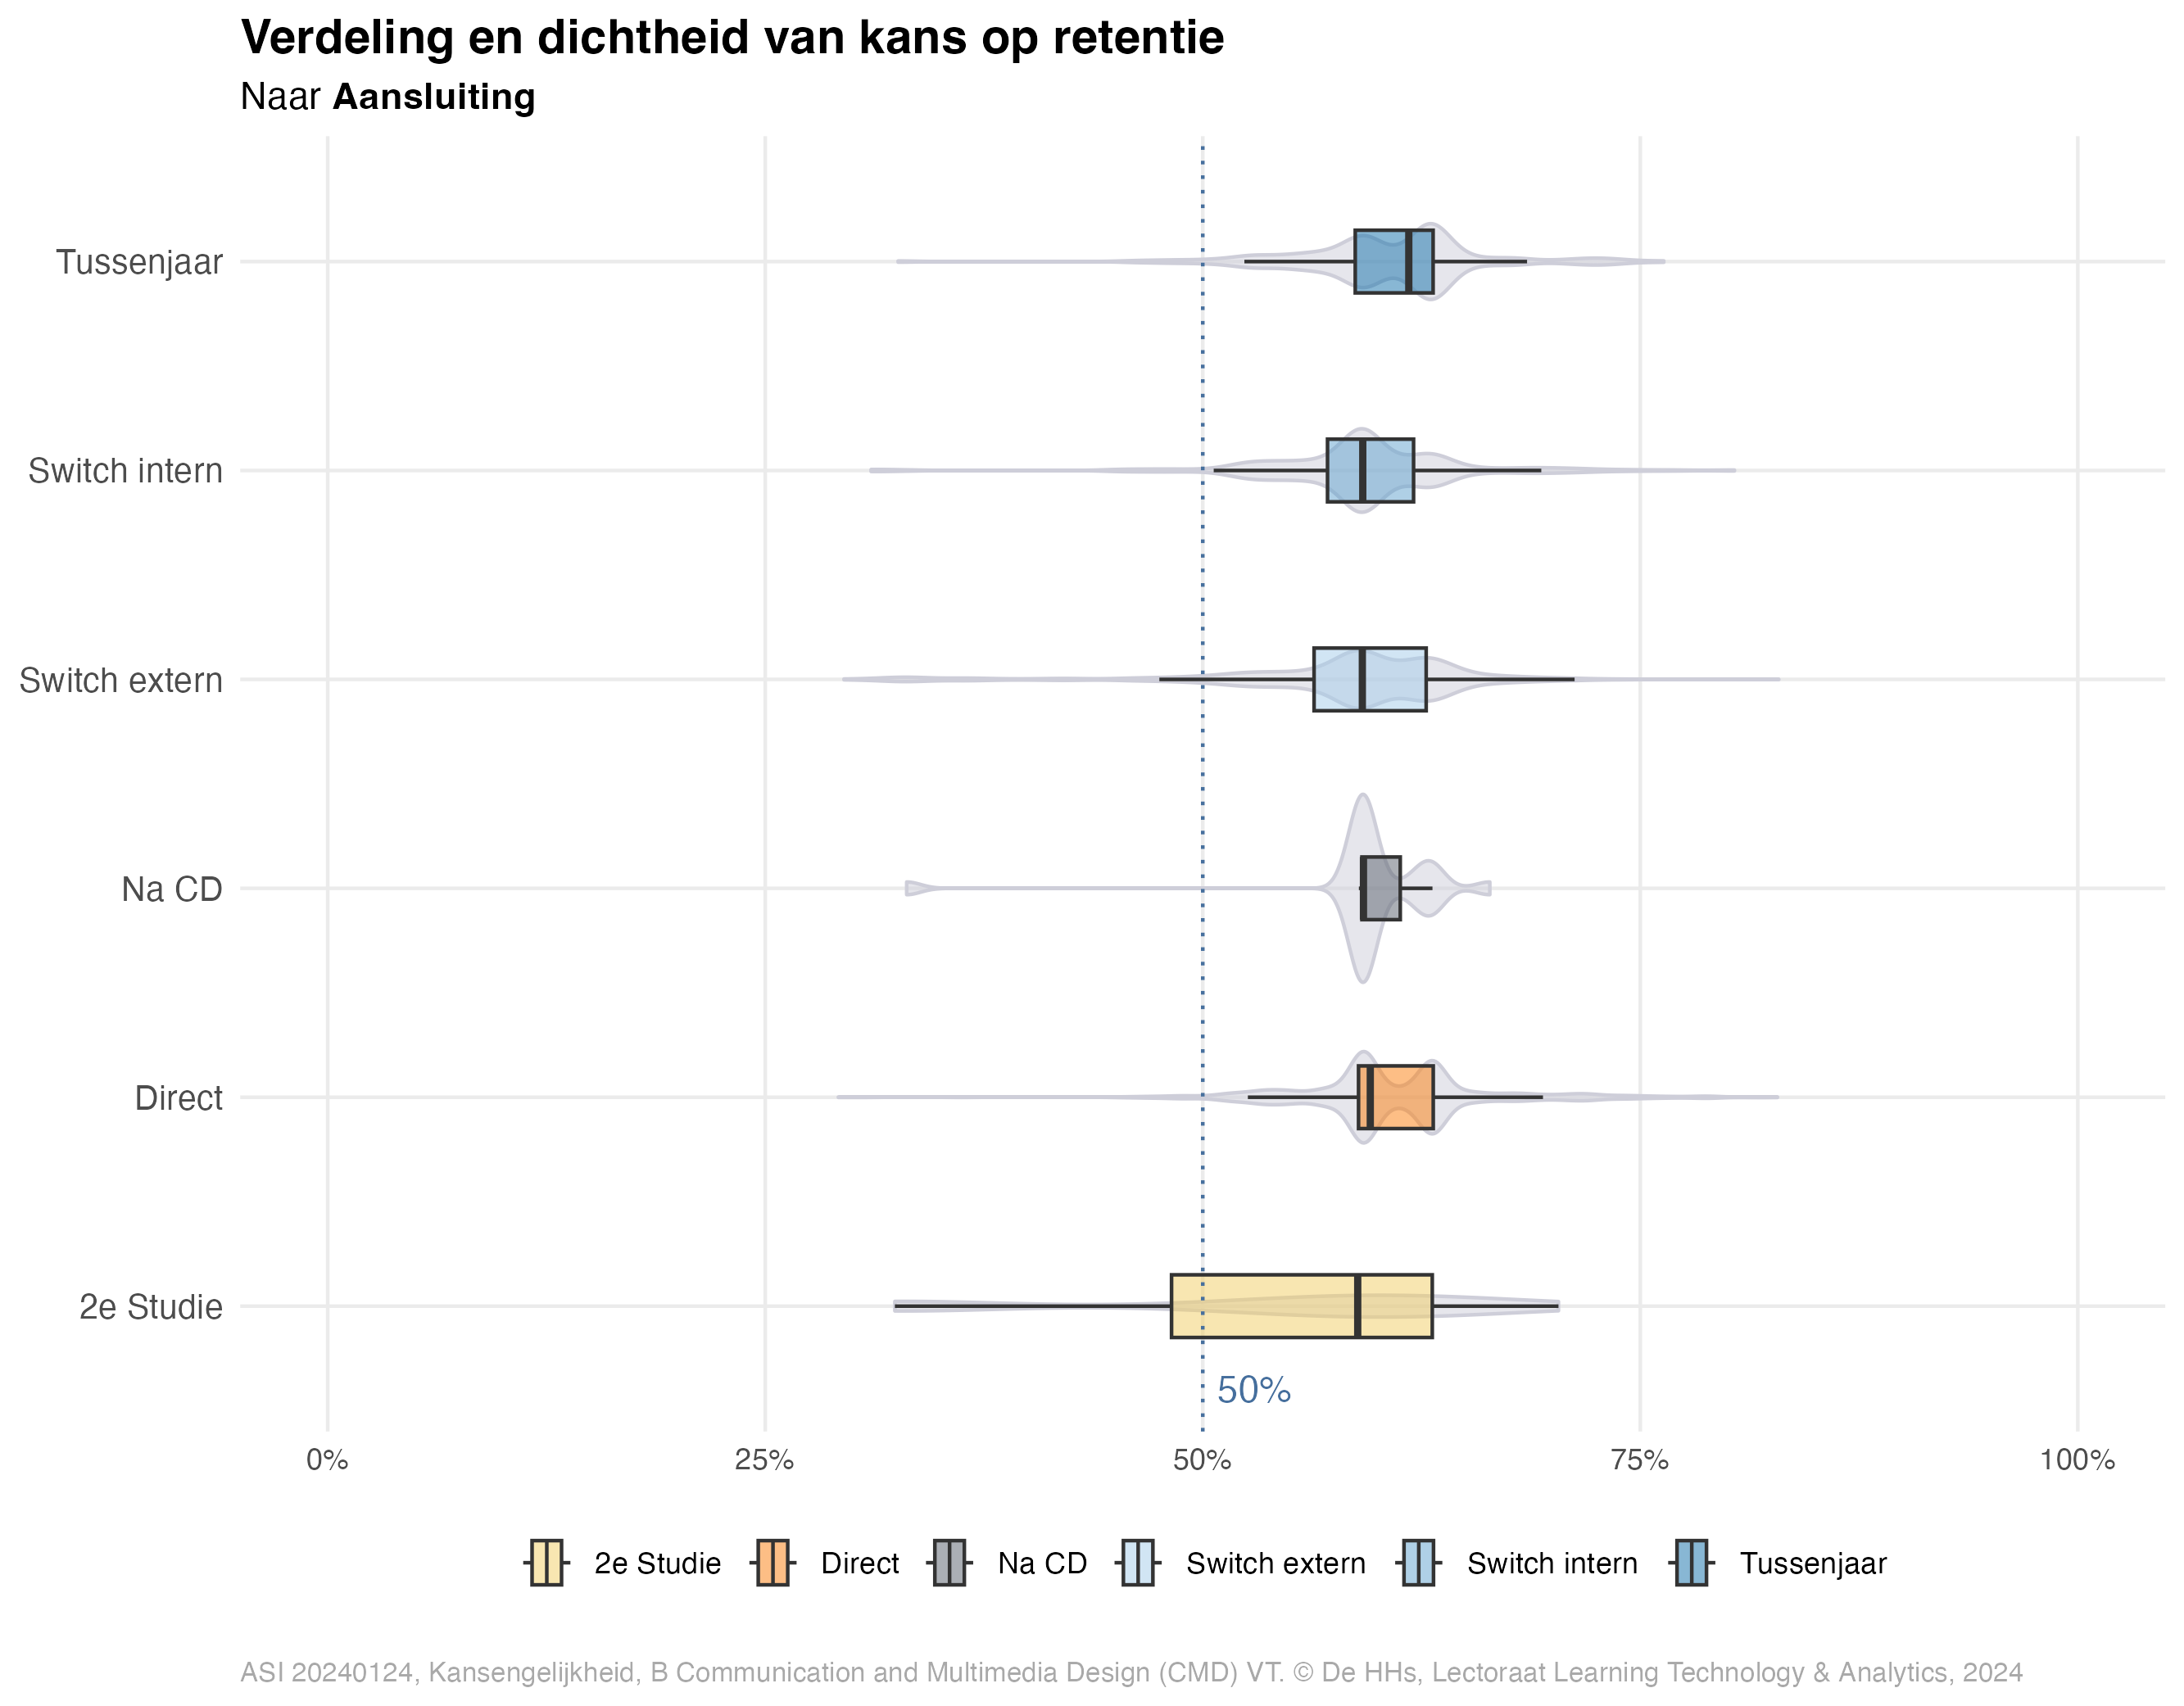 Verdeling en dichtheid van kans op retentie
Naar Aansluiting
Tussenjaar
Switch intern
Switch extern
Na CD
Direct
2e Studie
50%
0% 25% 50% 75% 100%
2e Studie Direct Na CD Switch extern Switch intern Tussenjaar
ASI 20240124, Kansengelijkheid, B Communication and Multimedia Design (CMD) VT. © De HHs, Lectoraat Learning Technology & Analytics, 2024